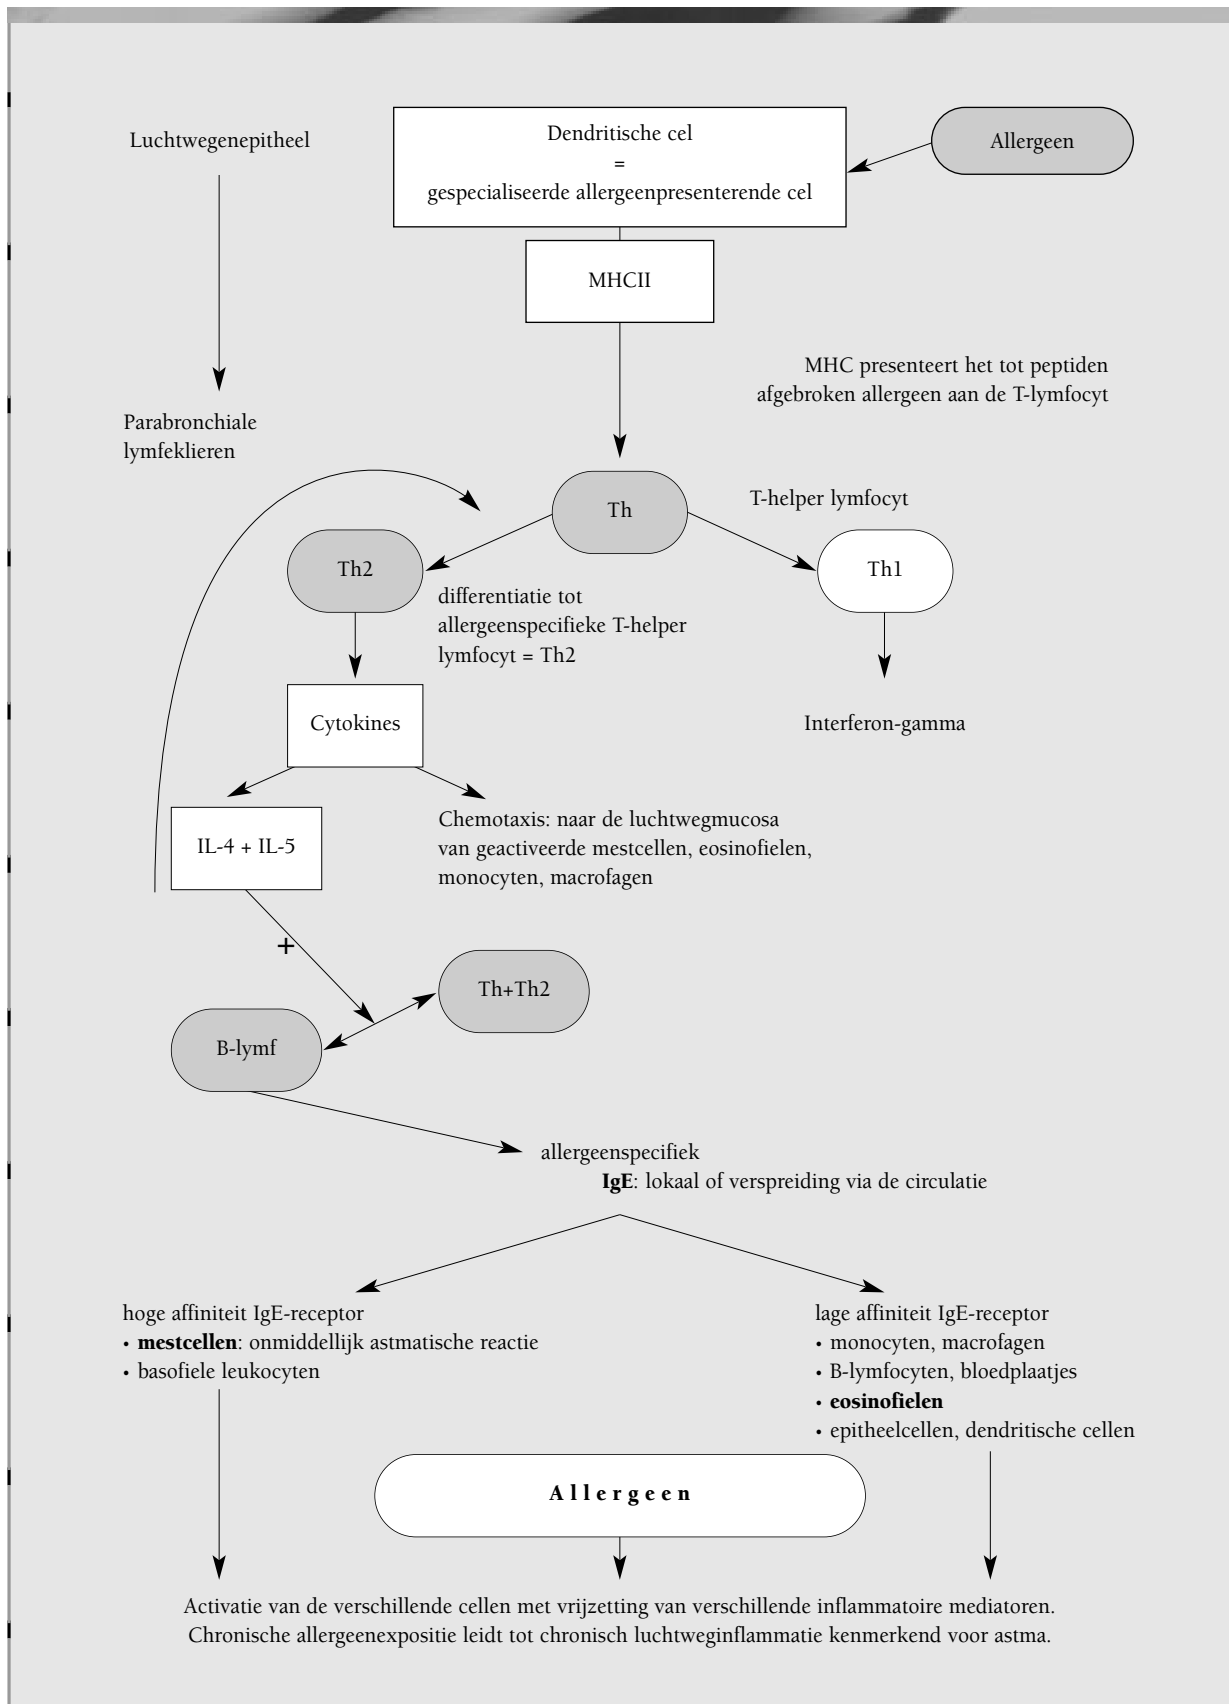 Luchtwegenepitheel
Dendritische cel
=
gespecialiseerde allergeenpresenterende cel
Allergeen
MHCII
MHC presenteert het tot peptiden
afgebroken allergeen aan de T-lymfocyt
Parabronchiale
lymfeklieren
Th
T-helper lymfocyt
Th2
Th1
differentiatie tot
allergeenspecifieke T-helper
lymfocyt = Th2
Cytokines
Interferon-gamma
IL-4 + IL-5
Chemotaxis: naar de luchtwegmucosa
van geactiveerde mestcellen, eosinofielen,
monocyten, macrofagen
+
Th+Th2
B-lymf
allergeenspecifiek
IgE: lokaal of verspreiding via de circulatie
hoge affiniteit IgE-receptor
• mestcellen: onmiddellijk astmatische reactie
• basofiele leukocyten
lage affiniteit IgE-receptor
• monocyten, macrofagen
• B-lymfocyten, bloedplaatjes
• eosinofielen
• epitheelcellen, dendritische cellen
Allergeen
Activatie van de verschillende cellen met vrijzetting van verschillende inflammatoire mediatoren.
Chronische allergeenexpositie leidt tot chronisch luchtweginflammatie kenmerkend voor astma.